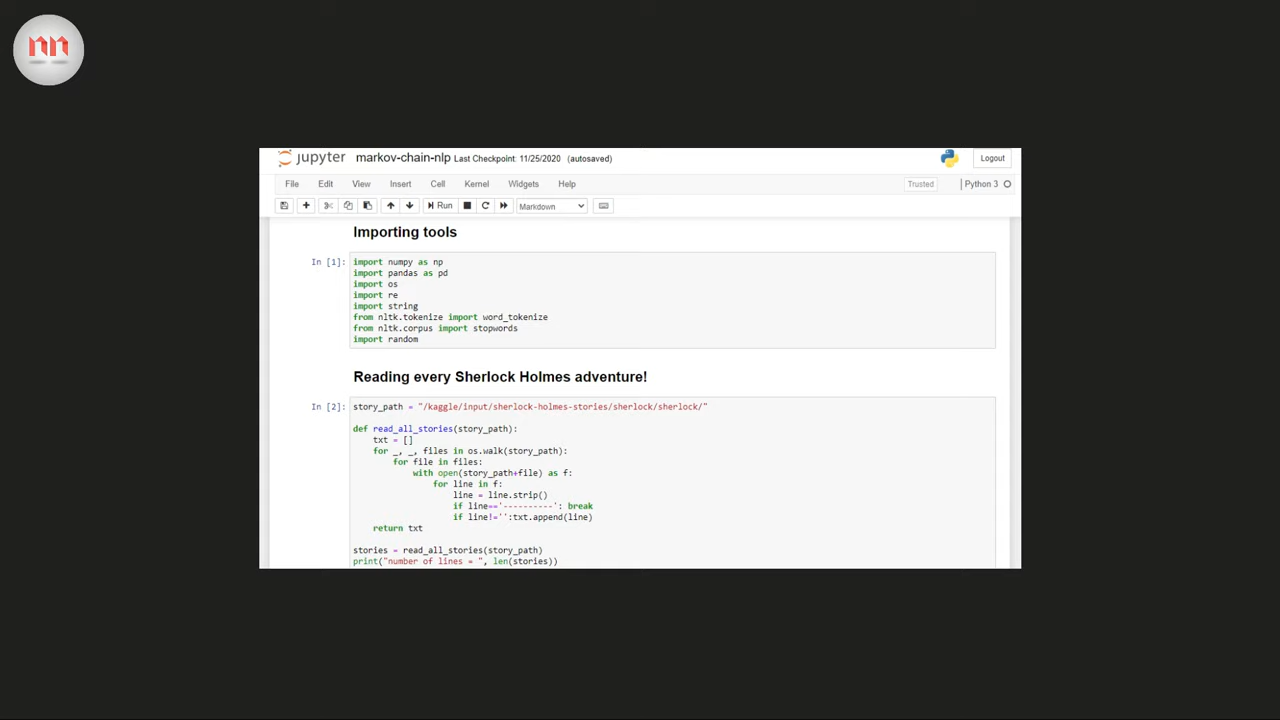 nn
jupyter markov-chain-nlp Last Checkpoint: 11/25/2020 (autosaved) Logout
File Edit View Insert Cell Kernel Widgets Help Trusted Python 3
Run Markdown
Importing tools
In [1]: import numpy as np
import pandas as pd
import os
import re
import string
from nltk.tokenize import word_tokenize
from nltk.corpus import stopwords
import random
Reading every Sherlock Holmes adventure!
In [2]: story_path = "/kaggle/input/sherlock-holmes-stories/sherlock/sherlock/"
def read_all_stories(story_path):
txt = []
for _, _, files in os.walk(story_path):
for file in files:
with open(story_path+file) as f:
for line in f:
line = line.strip()
if line=='----------': break
if line!='':txt.append(line)
return txt
stories = read_all_stories(story_path)
print("number of lines = ", len(stories))